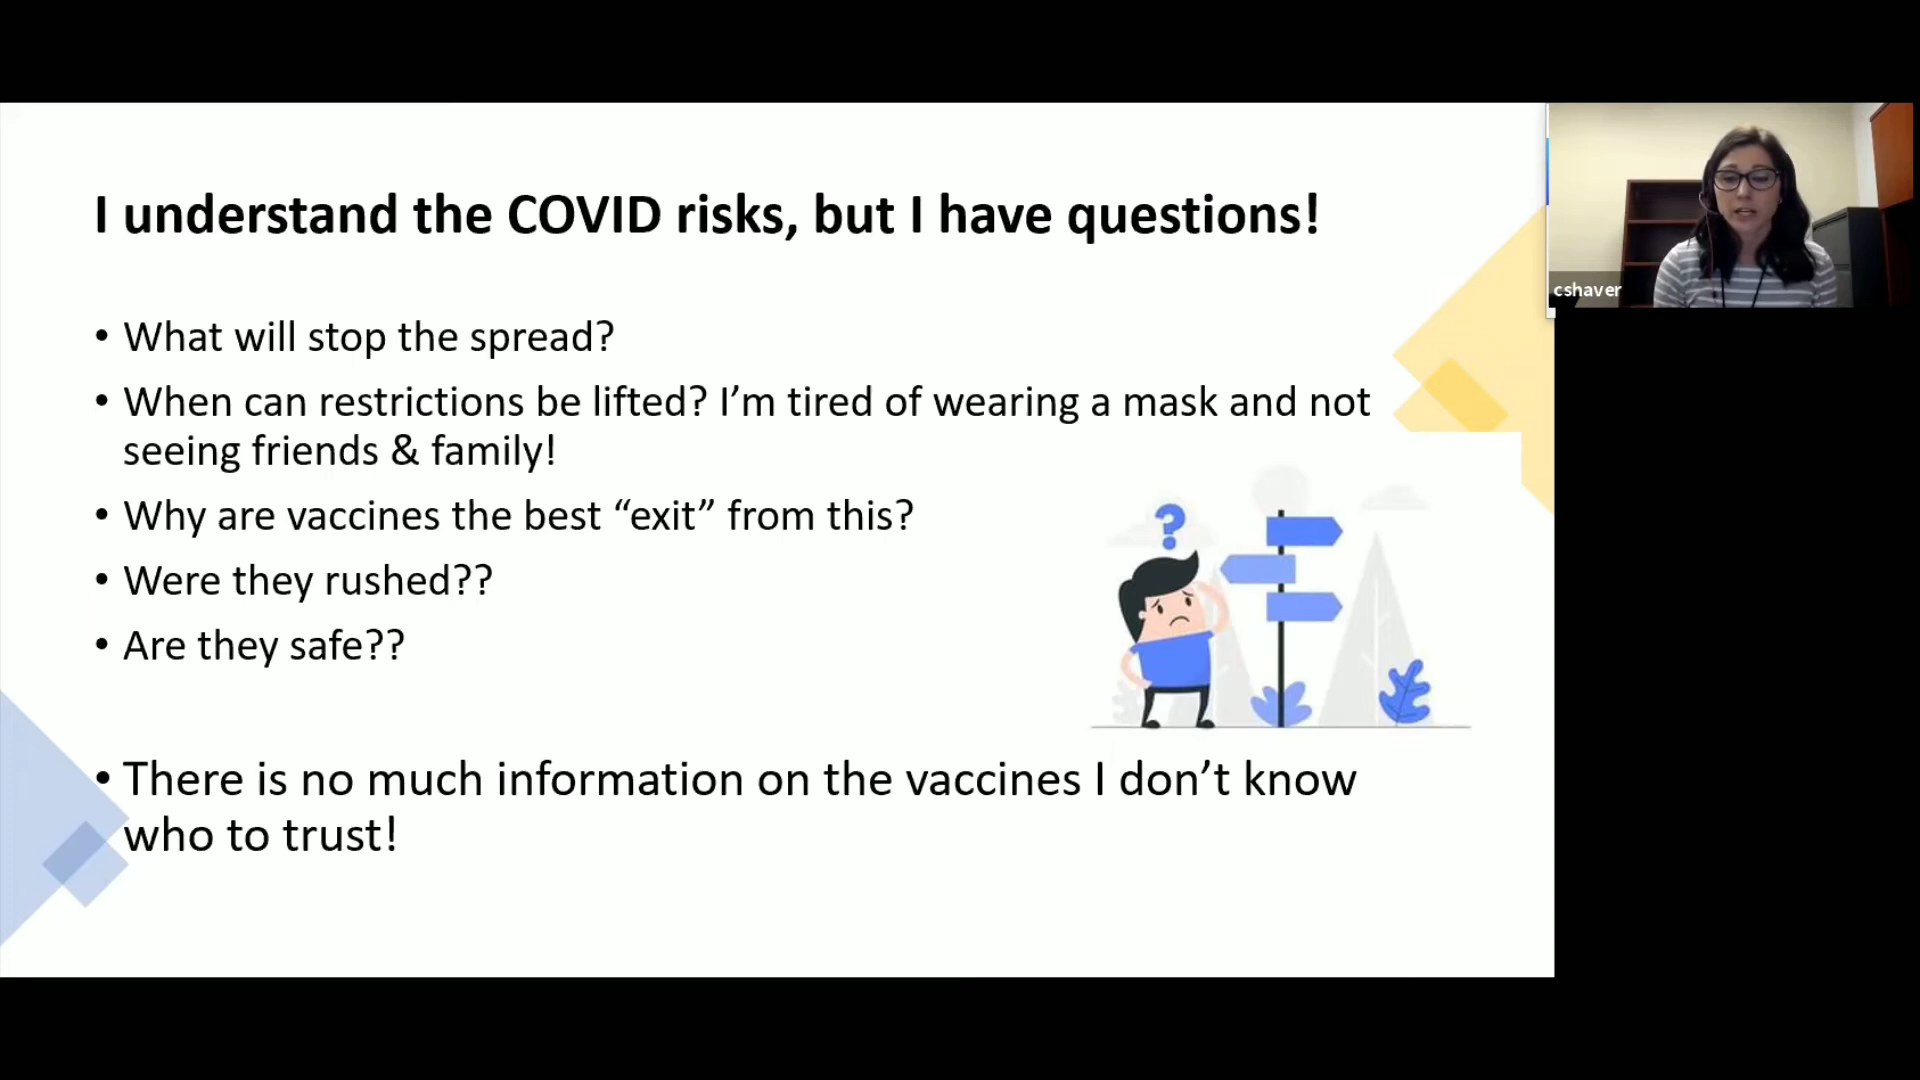 I understand the COVID risks, but I have questions!
cshaver
• What will stop the spread?
• When can restrictions be lifted? I’m tired of wearing a mask and not
seeing friends & family!
• Why are vaccines the best “exit” from this?
?
• Were they rushed??
• Are they safe??
• There is no much information on the vaccines I don’t know
who to trust!